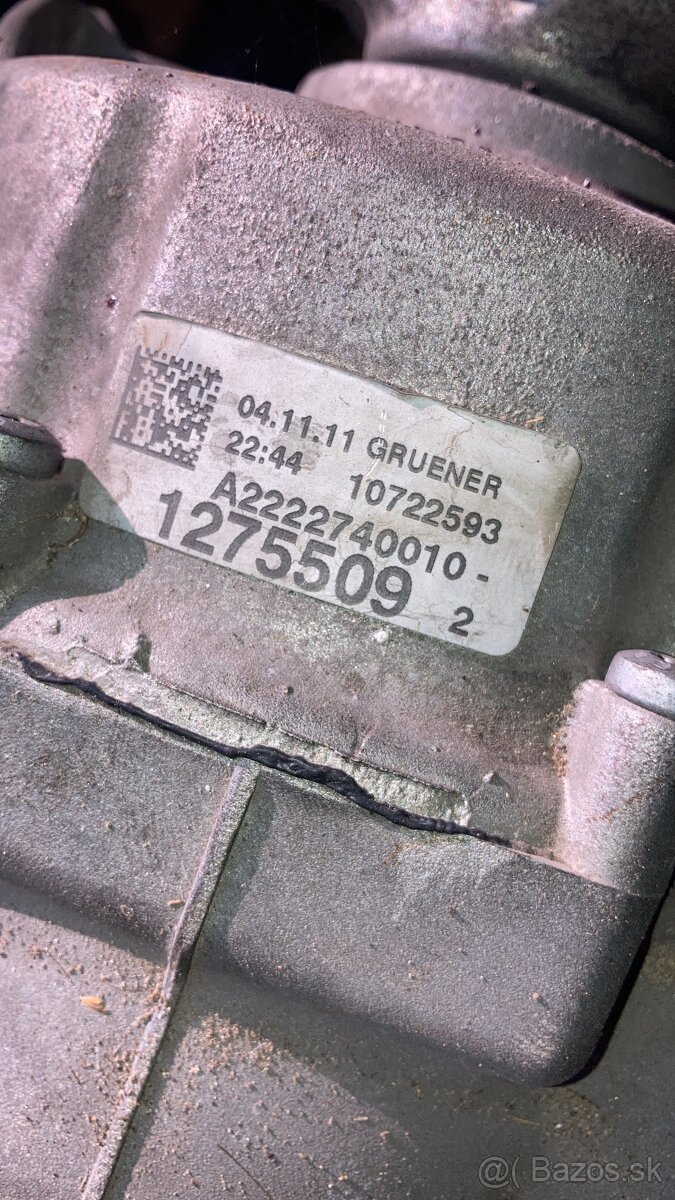 04.11.11 GRUENER
22:44 10722593
A2222740010-
1275509 2
@( Bazos.sk